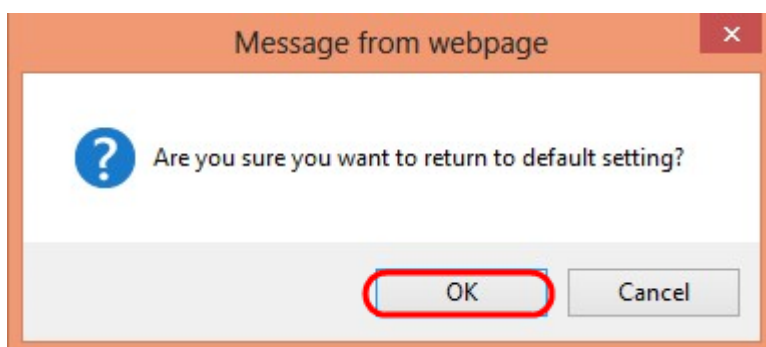 Message from webpage
Are you sure you want to return to default setting?
OK
Cancel